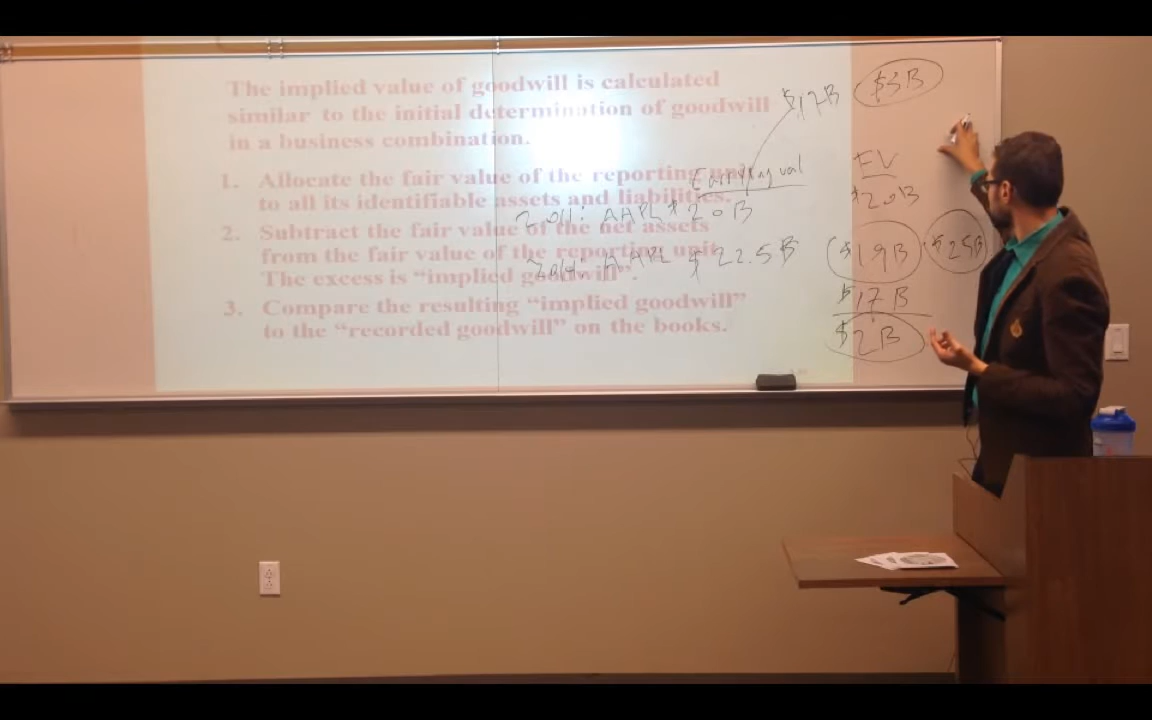 The implied value of goodwill is calculated
similar to the initial determination of goodwill
in a business combination.
1. Allocate the fair value of the reporting unit
to all its identifiable assets and liabilities.
2. Subtract the fair value of the net assets
from the fair value of the reporting unit.
The excess is “implied goodwill”.
3. Compare the resulting “implied goodwill”
to the “recorded goodwill” on the books.
$17B
Carrying val
2011: AAPL $20B
2014: AAPL $22.5B
$3B
FV
$20B
$19B $25B
$17B
$2B